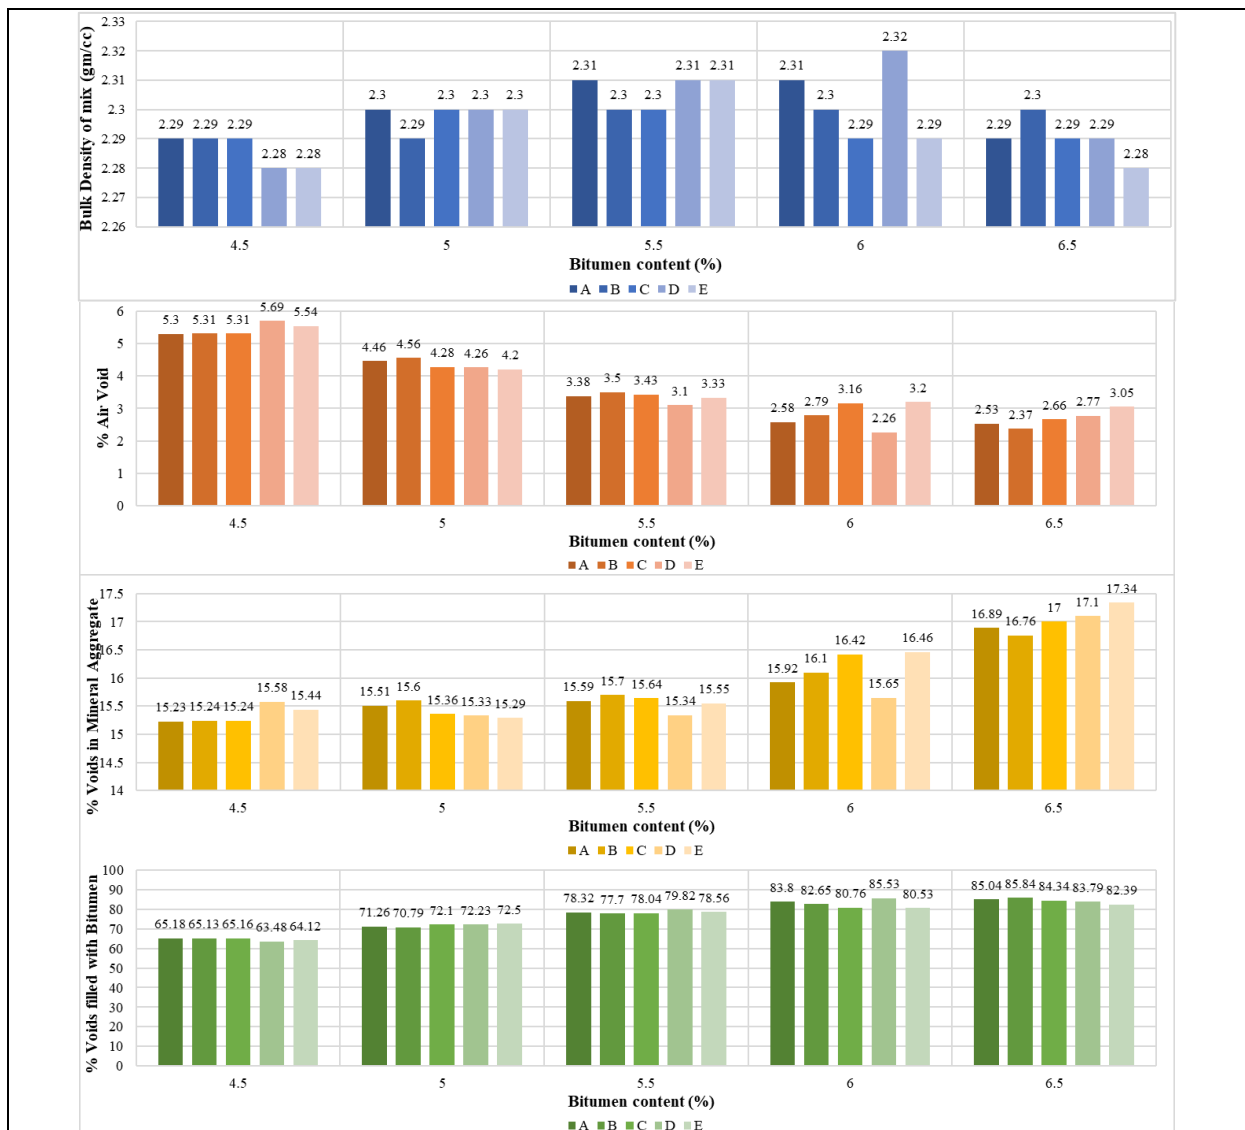 Bulk Density of mix (gm/cc)
2.33
2.32
2.31
2.3
2.29
2.28
2.27
2.26
2.29 2.29 2.29 2.28 2.28
2.3 2.29 2.3 2.3 2.3
2.31 2.3 2.3 2.31 2.31
2.31 2.3 2.29 2.32 2.29
2.29 2.3 2.29 2.29 2.28
4.5 5 5.5 6 6.5
Bitumen content (%)
A B C D E
% Air Void
6
5
4
3
2
1
0
5.3 5.31 5.31 5.69 5.54
4.46 4.56 4.28 4.26 4.2
3.38 3.5 3.43 3.1 3.33
2.58 2.79 3.16 2.26 3.2
2.53 2.37 2.66 2.77 3.05
4.5 5 5.5 6 6.5
Bitumen content (%)
A B C D E
% Voids in Mineral Aggregate
17.5
17
16.5
16
15.5
15
14.5
14
15.23 15.24 15.24 15.58 15.44
15.51 15.6 15.36 15.33 15.29
15.59 15.7 15.64 15.34 15.55
15.92 16.1 16.42 15.65 16.46
16.89 16.76 17 17.1 17.34
4.5 5 5.5 6 6.5
Bitumen content (%)
A B C D E
% Voids filled with Bitumen
100
90
80
70
60
50
40
30
20
10
0
65.18 65.13 65.16 63.48 64.12
71.26 70.79 72.1 72.23 72.5
78.32 77.7 78.04 79.82 78.56
83.8 82.65 80.76 85.53 80.53
85.04 85.84 84.34 83.79 82.39
4.5 5 5.5 6 6.5
Bitumen content (%)
A B C D E